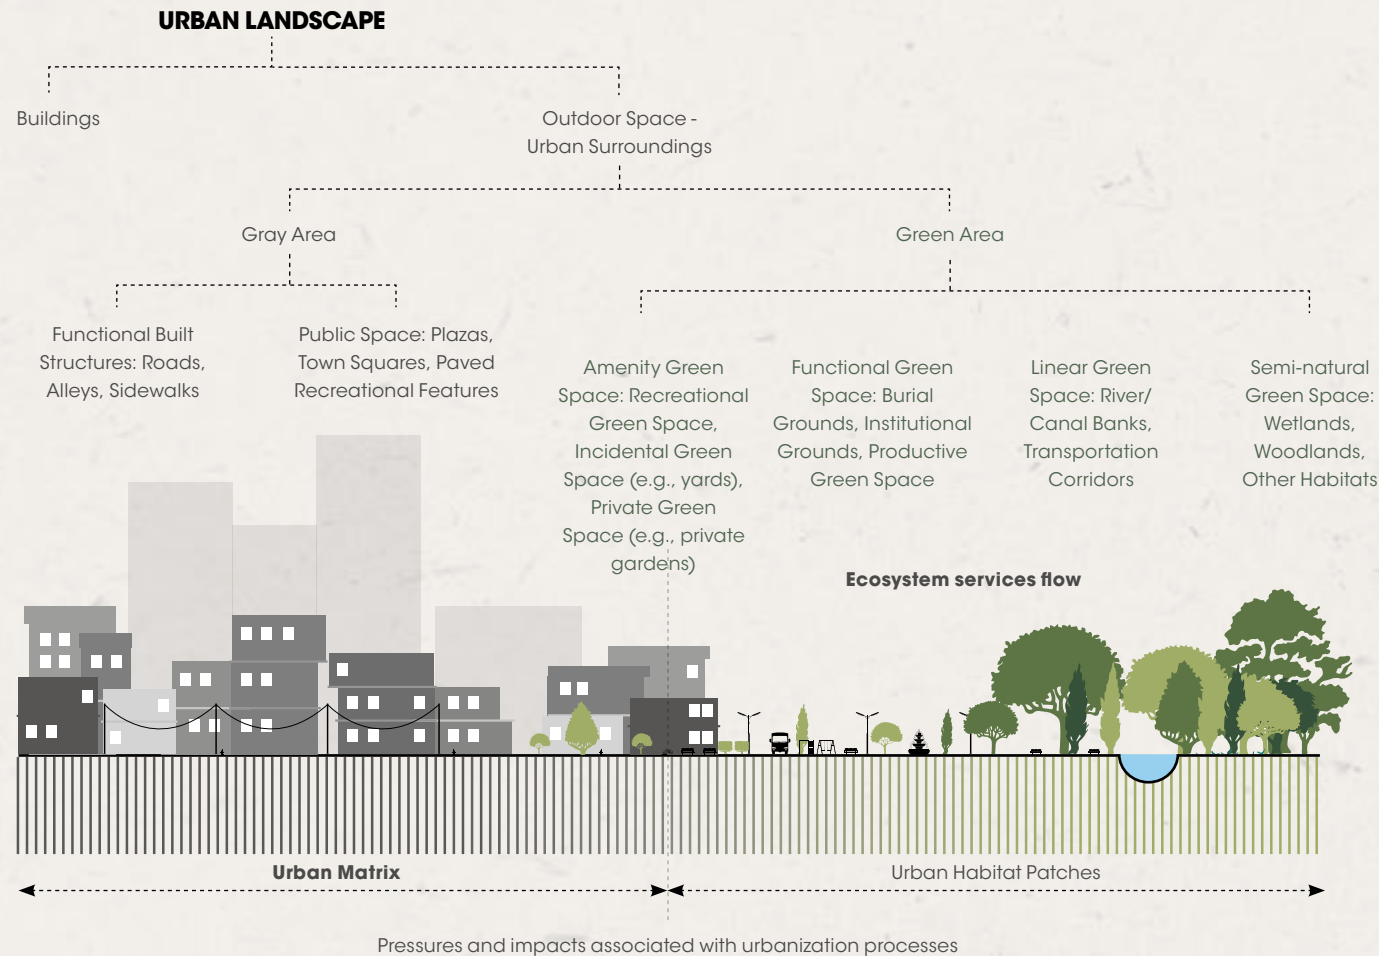 URBAN LANDSCAPE
Buildings
Outdoor Space -
Urban Surroundings
Gray Area
Green Area
Functional Built
Structures: Roads,
Alleys, Sidewalks
Public Space: Plazas,
Town Squares, Paved
Recreational Features
Amenity Green
Space: Recreational
Green Space,
Incidental Green
Space (e.g., yards),
Private Green
Space (e.g., private
gardens)
Functional Green
Space: Burial
Grounds, Institutional
Grounds, Productive
Green Space
Linear Green
Space: River/
Canal Banks,
Transportation
Corridors
Semi-natural
Green Space:
Wetlands,
Woodlands,
Other Habitats
Ecosystem services flow
Urban Matrix
Urban Habitat Patches
Pressures and impacts associated with urbanization processes